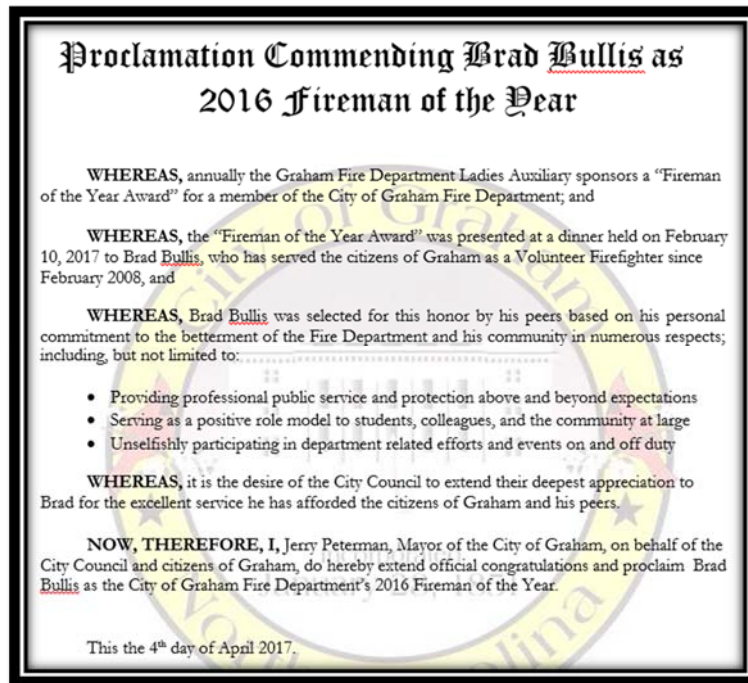 Proclamation Commending Brad Bullis as
2016 Fireman of the Year
WHEREAS, annually the Graham Fire Department Ladies Auxiliary sponsors a “Fireman
of the Year Award” for a member of the City of Graham Fire Department; and
WHEREAS, the “Fireman of the Year Award” was presented at a dinner held on February
10, 2017 to Brad Bullis, who has served the citizens of Graham as a Volunteer Firefighter since
February 2008, and
WHEREAS, Brad Bullis was selected for this honor by his peers based on his personal
commitment to the betterment of the Fire Department and his community in numerous respects;
including, but not limited to:
• Providing professional public service and protection above and beyond expectations
• Serving as a positive role model to students, colleagues, and the community at large
• Unselfishly participating in department related efforts and events on and off duty
WHEREAS, it is the desire of the City Council to extend their deepest appreciation to
Brad for the excellent service he has afforded the citizens of Graham and his peers.
NOW, THEREFORE, I, Jerry Peterman, Mayor of the City of Graham, on behalf of the
City Council and citizens of Graham, do hereby extend official congratulations and proclaim Brad
Bullis as the City of Graham Fire Department’s 2016 Fireman of the Year.
This the 4th day of April 2017.
City of Graham
North Carolina